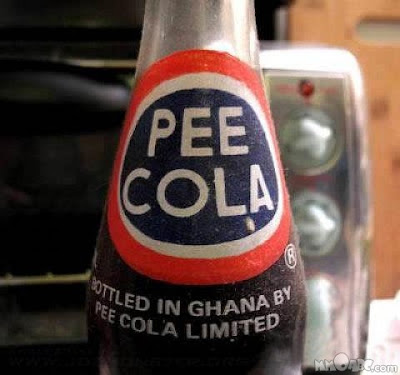 PEE
COLA
®
BOTTLED IN GHANA BY
PEE COLA LIMITED